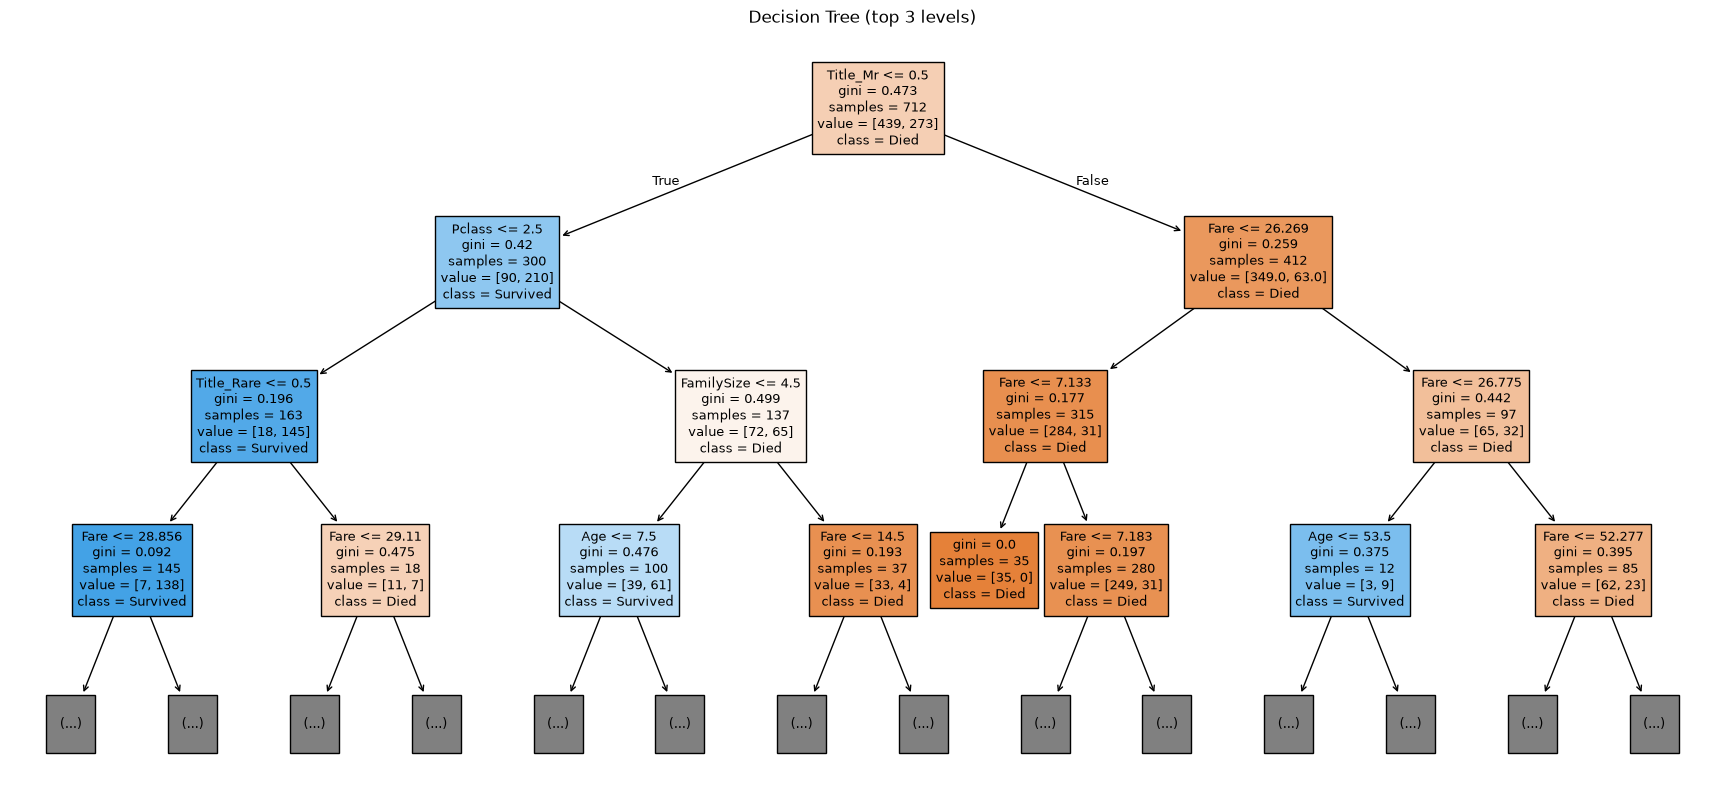 Decision Tree (top 3 levels)
Title_Mr <= 0.5
gini = 0.473
samples = 712
value = [439, 273]
class = Died
True
False
Pclass <= 2.5
gini = 0.42
samples = 300
value = [90, 210]
class = Survived
Fare <= 26.269
gini = 0.259
samples = 412
value = [349.0, 63.0]
class = Died
Title_Rare <= 0.5
gini = 0.196
samples = 163
value = [18, 145]
class = Survived
FamilySize <= 4.5
gini = 0.499
samples = 137
value = [72, 65]
class = Died
Fare <= 7.133
gini = 0.177
samples = 315
value = [284, 31]
class = Died
Fare <= 26.775
gini = 0.442
samples = 97
value = [65, 32]
class = Died
Fare <= 28.856
gini = 0.092
samples = 145
value = [7, 138]
class = Survived
Fare <= 29.11
gini = 0.475
samples = 18
value = [11, 7]
class = Died
Age <= 7.5
gini = 0.476
samples = 100
value = [39, 61]
class = Survived
Fare <= 14.5
gini = 0.193
samples = 37
value = [33, 4]
class = Died
gini = 0.0
samples = 35
value = [35, 0]
class = Died
Fare <= 7.183
gini = 0.197
samples = 280
value = [249, 31]
class = Died
Age <= 53.5
gini = 0.375
samples = 12
value = [3, 9]
class = Survived
Fare <= 52.277
gini = 0.395
samples = 85
value = [62, 23]
class = Died
(...)
(...)
(...)
(...)
(...)
(...)
(...)
(...)
(...)
(...)
(...)
(...)
(...)
(...)